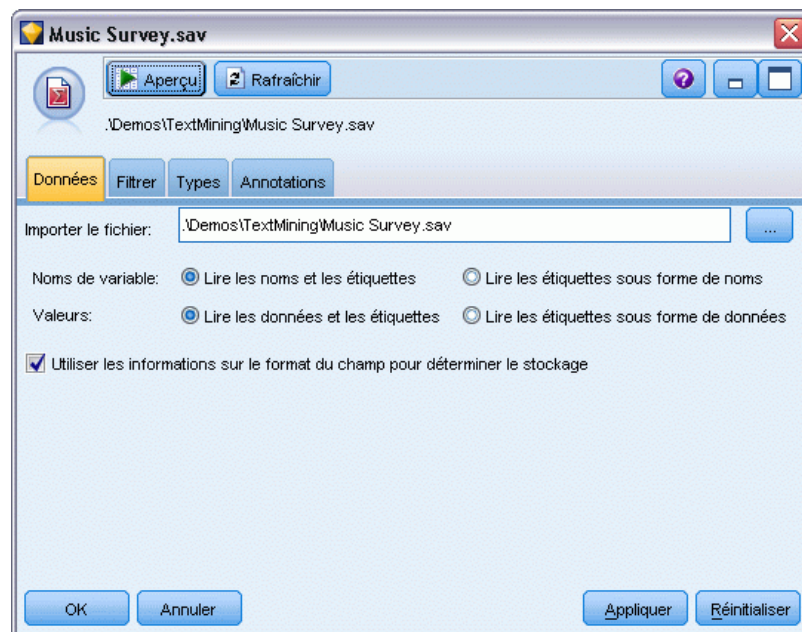 Music Survey.sav
Aperçu Rafraîchir
.\Demos\TextMining\Music Survey.sav
Données Filtrer Types Annotations
Importer le fichier: .\Demos\TextMining\Music Survey.sav ...
Noms de variable: Lire les noms et les étiquettes Lire les étiquettes sous forme de noms
Valeurs: Lire les données et les étiquettes Lire les étiquettes sous forme de données
Utiliser les informations sur le format du champ pour déterminer le stockage
OK Annuler Appliquer Réinitialiser